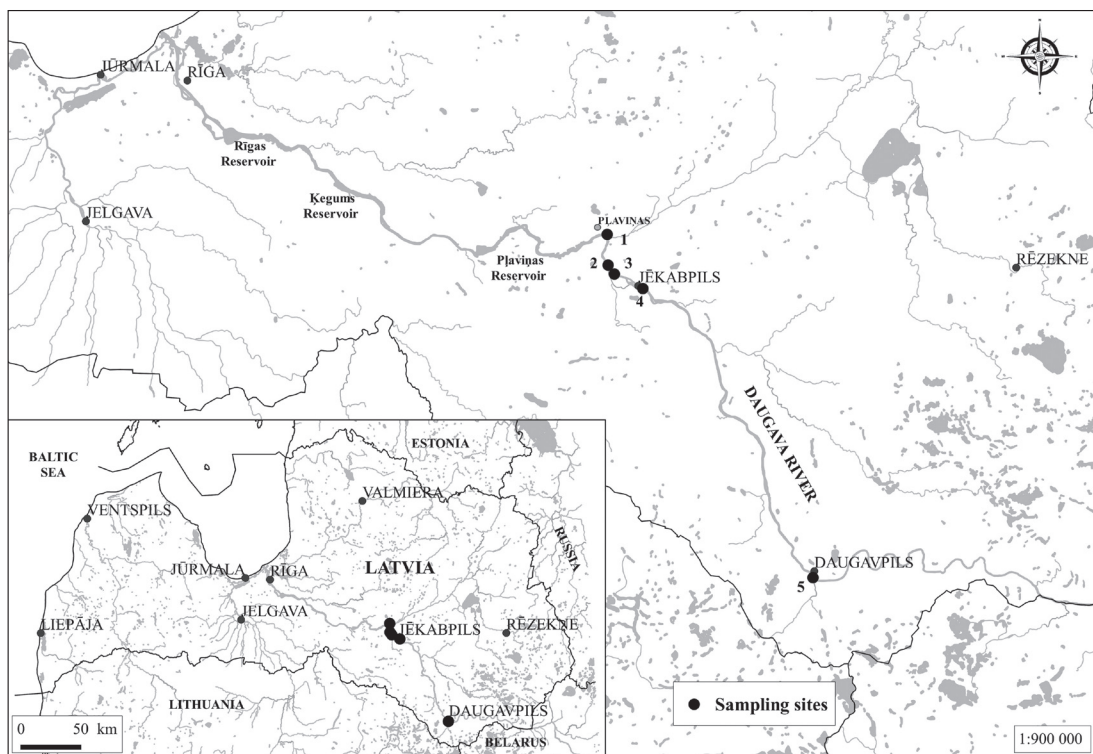 JŪRMALA
RĪGA
Rīgas
Reservoir
Ķegums
Reservoir
JELGAVA
PĻAVIŅAS
1
Pļaviņas
Reservoir
2
3
JĒKABPILS
4
RĒZEKNE
DAUGAVA RIVER
DAUGAVPILS
5
BALTIC
SEA
ESTONIA
VALMIERA
VENTSPILS
RUSSIA
JŪRMALA
RĪGA
LATVIA
JELGAVA
LIEPĀJA
JĒKABPILS
RĒZEKNE
LITHUANIA
DAUGAVPILS
BELARUS
0 50 km
Sampling sites
1:900 000